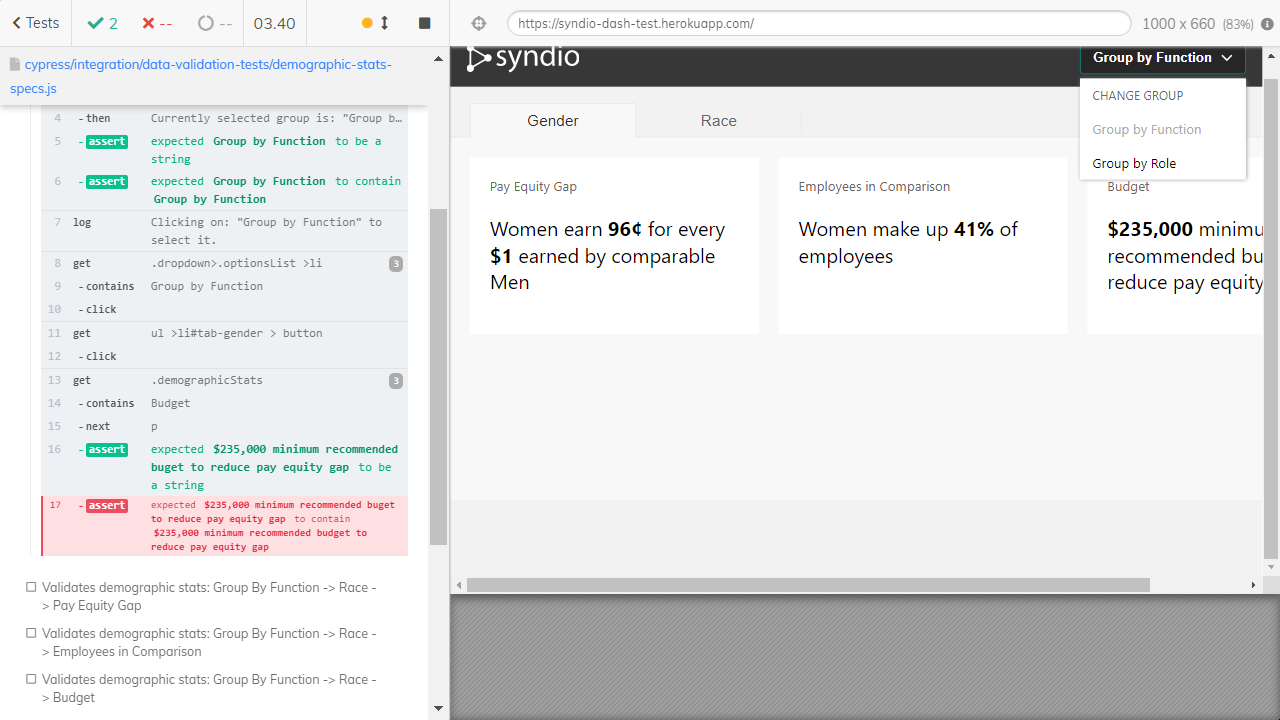 Tests
2
--
--
03.40
https://syndio-dash-test.herokuapp.com/
1000 x 660 (83%)
cypress/integration/data-validation-tests/demographic-stats-
specs.js
4 - then Currently selected group is: "Group b…
5 - assert expected Group by Function to be a
string
6 - assert expected Group by Function to contain
Group by Function
7 log Clicking on: "Group by Function" to
select it.
8 get .dropdown>.optionsList >li 3
9 - contains Group by Function
10 - click
11 get ul >li#tab-gender > button
12 - click
13 get .demographicStats 3
14 - contains Budget
15 - next p
16 - assert expected $235,000 minimum recommended
buget to reduce pay equity gap to be
a string
17 - assert expected $235,000 minimum recommended buget
to reduce pay equity gap to contain
$235,000 minimum recommended budget to
reduce pay equity gap
Validates demographic stats: Group By Function -> Race -
> Pay Equity Gap
Validates demographic stats: Group By Function -> Race -
> Employees in Comparison
Validates demographic stats: Group By Function -> Race -
> Budget
syndio
Group by Function
CHANGE GROUP
Group by Function
Group by Role
Gender
Race
Pay Equity Gap
Women earn 96¢ for every
$1 earned by comparable
Men
Employees in Comparison
Women make up 41% of
employees
Budget
$235,000 minimu
recommended bu
reduce pay equity